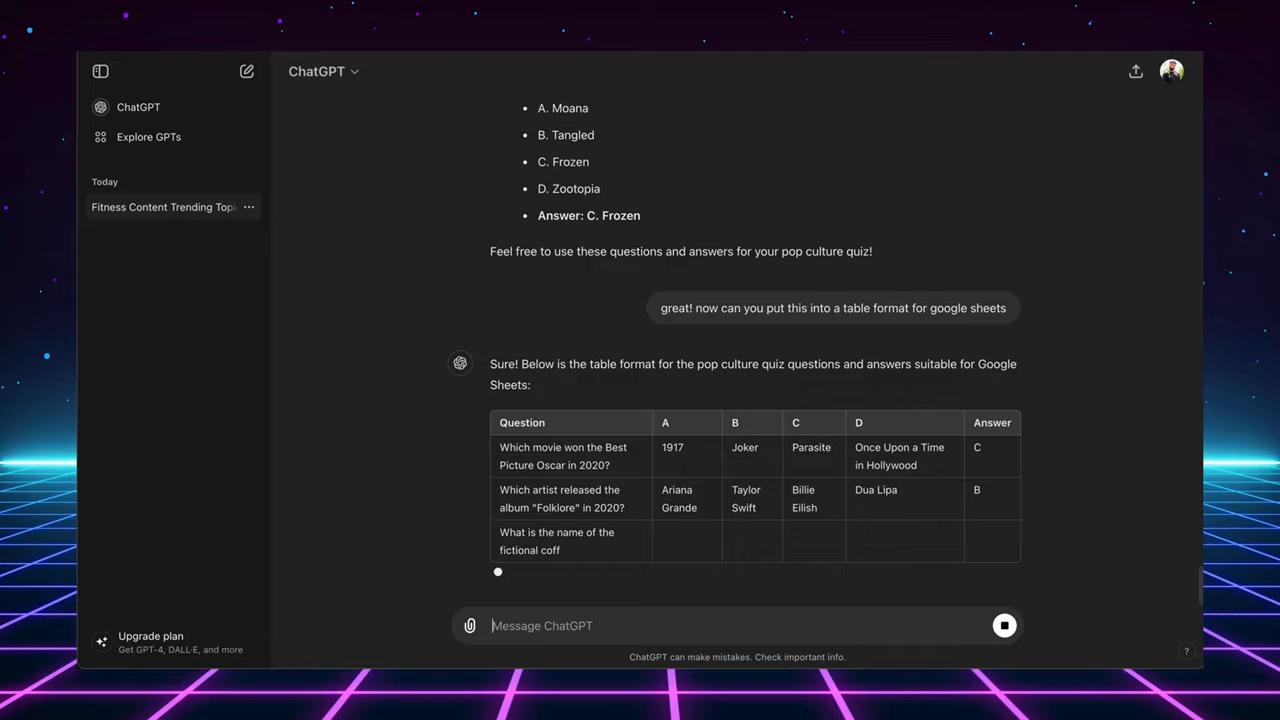 ChatGPT
Explore GPTs
Today
Fitness Content Trending Topi
Upgrade plan
Get GPT-4, DALL·E, and more
ChatGPT
• A. Moana
• B. Tangled
• C. Frozen
• D. Zootopia
• Answer: C. Frozen
Feel free to use these questions and answers for your pop culture quiz!
great! now can you put this into a table format for google sheets
Sure! Below is the table format for the pop culture quiz questions and answers suitable for Google
Sheets:
Question A B C D Answer
Which movie won the Best 1917 Joker Parasite Once Upon a Time C
Picture Oscar in 2020? in Hollywood
Which artist released the Ariana Taylor Billie Dua Lipa B
album "Folklore" in 2020? Grande Swift Eilish
What is the name of the
fictional coff
Message ChatGPT
ChatGPT can make mistakes. Check important info.
?